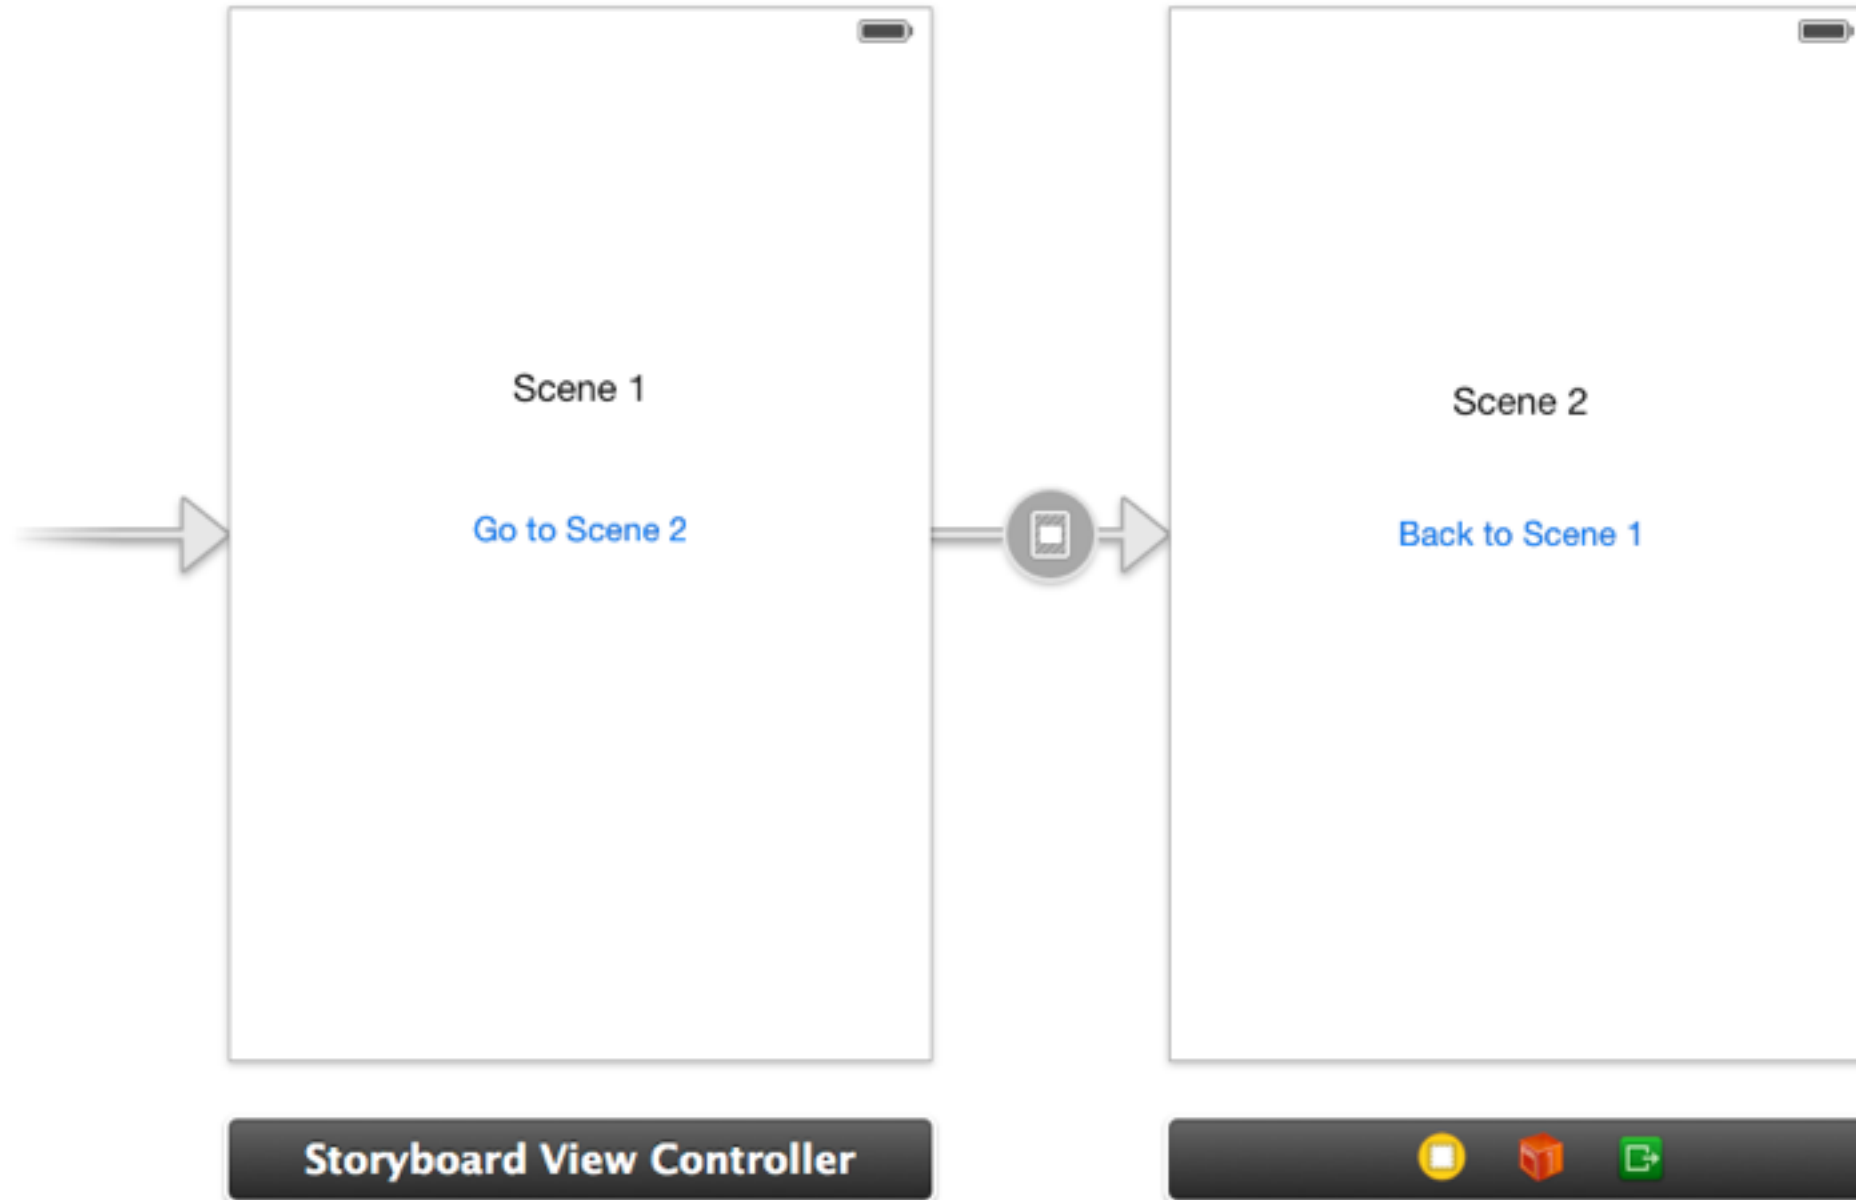 Scene 1
Go to Scene 2
Storyboard View Controller
Scene 2
Back to Scene 1